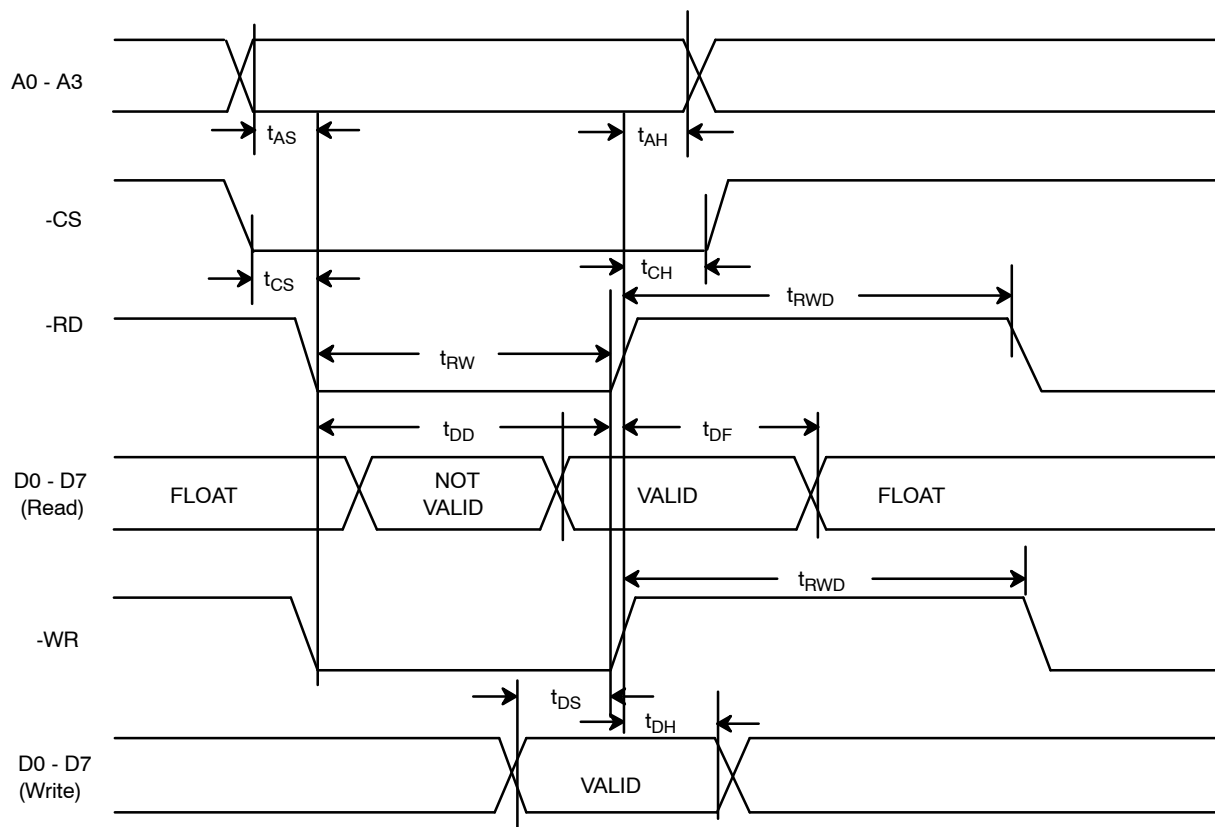 A0 - A3
tAS
tAH
-CS
tCS
tCH
tRWD
-RD
tRW
tDD
tDF
D0 - D7
(Read)
FLOAT
NOT
VALID
VALID
FLOAT
tRWD
-WR
tDS
tDH
D0 - D7
(Write)
VALID